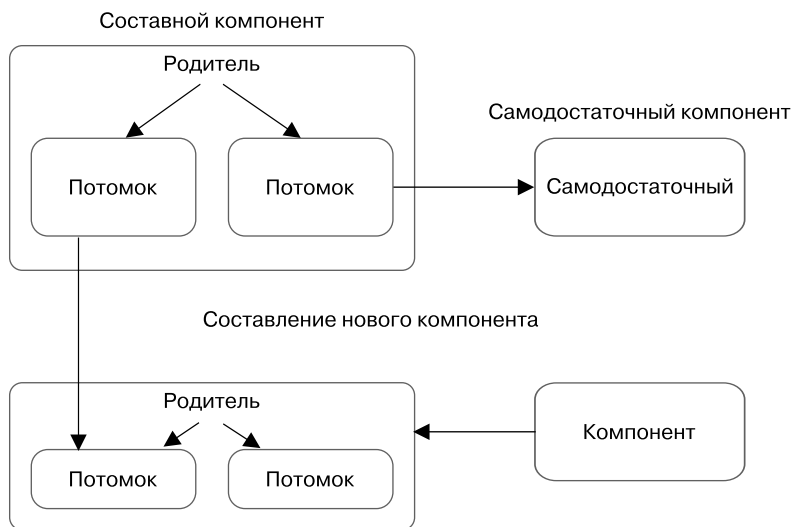 Составной компонент
Родитель
Самодостаточный компонент
Потомок
Потомок
Самодостаточный
Составление нового компонента
Родитель
Компонент
Потомок
Потомок